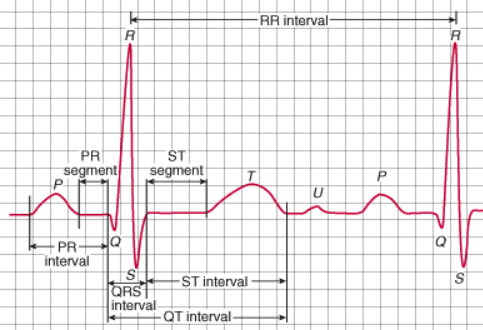 RR interval
R
R
PR
segment
ST
segment
P
T
U
P
Q
PR
interval
Q
S
S
QRS
interval
ST interval
QT interval